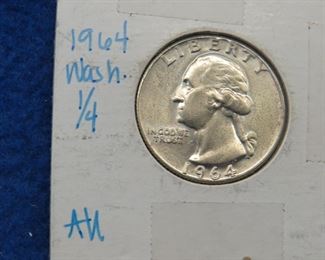 1964
Wash.
1/4
AU
LIBERTY
IN GOD WE
TRUST
1964